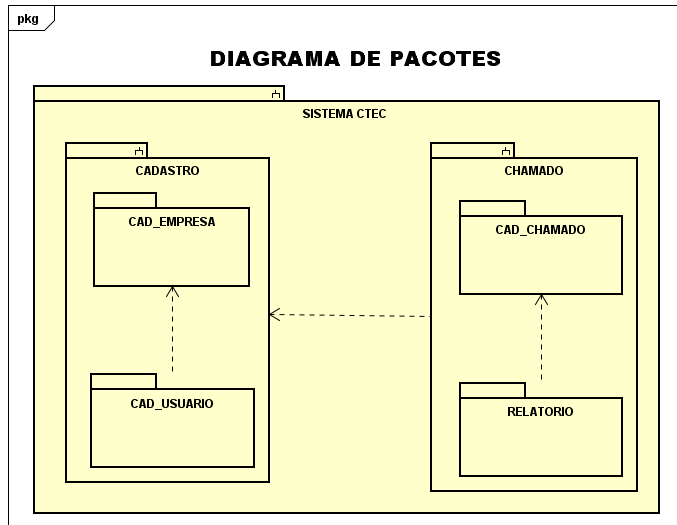 pkg
DIAGRAMA DE PACOTES
SISTEMA CTEC
CADASTRO
CAD_EMPRESA
CAD_USUARIO
CHAMADO
CAD_CHAMADO
RELATORIO